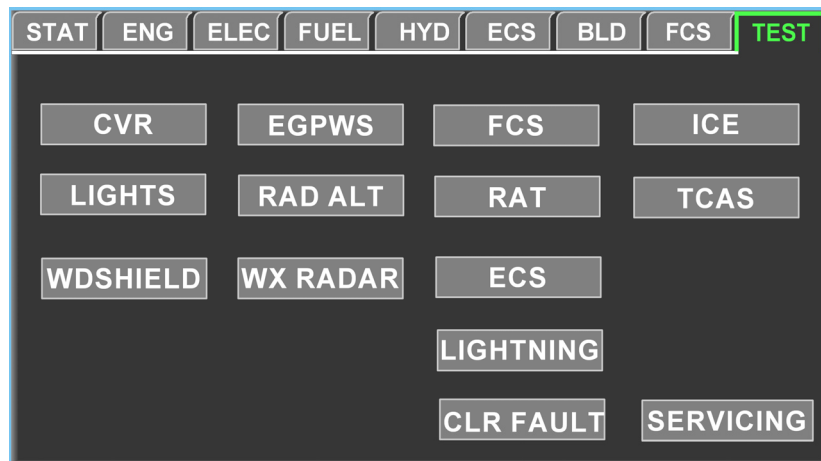 STAT ENG ELEC FUEL HYD ECS BLD FCS TEST
CVR EGPWS FCS ICE
LIGHTS RAD ALT RAT TCAS
WDSHIELD WX RADAR ECS
LIGHTNING
CLR FAULT SERVICING